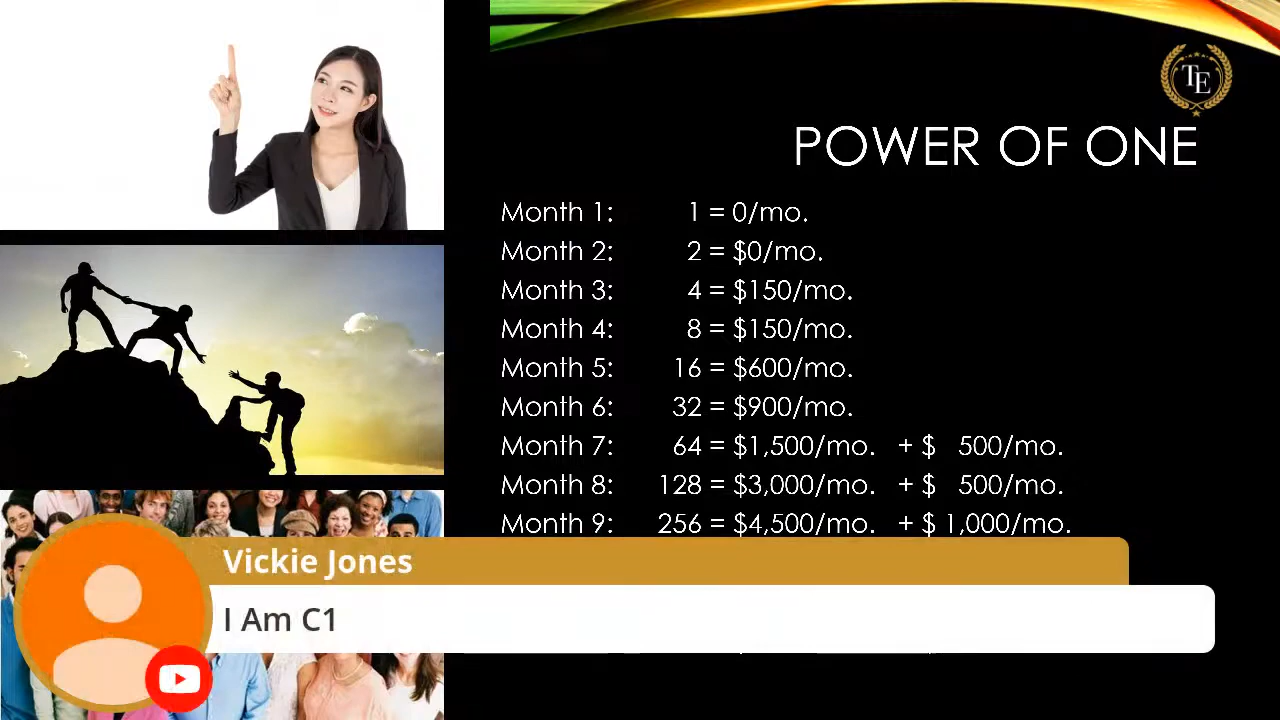 TE
POWER OF ONE
Month 1: 1 = 0/mo.
Month 2: 2 = $0/mo.
Month 3: 4 = $150/mo.
Month 4: 8 = $150/mo.
Month 5: 16 = $600/mo.
Month 6: 32 = $900/mo.
Month 7: 64 = $1,500/mo. + $ 500/mo.
Month 8: 128 = $3,000/mo. + $ 500/mo.
Month 9: 256 = $4,500/mo. + $ 1,000/mo.
Vickie Jones
I Am C1